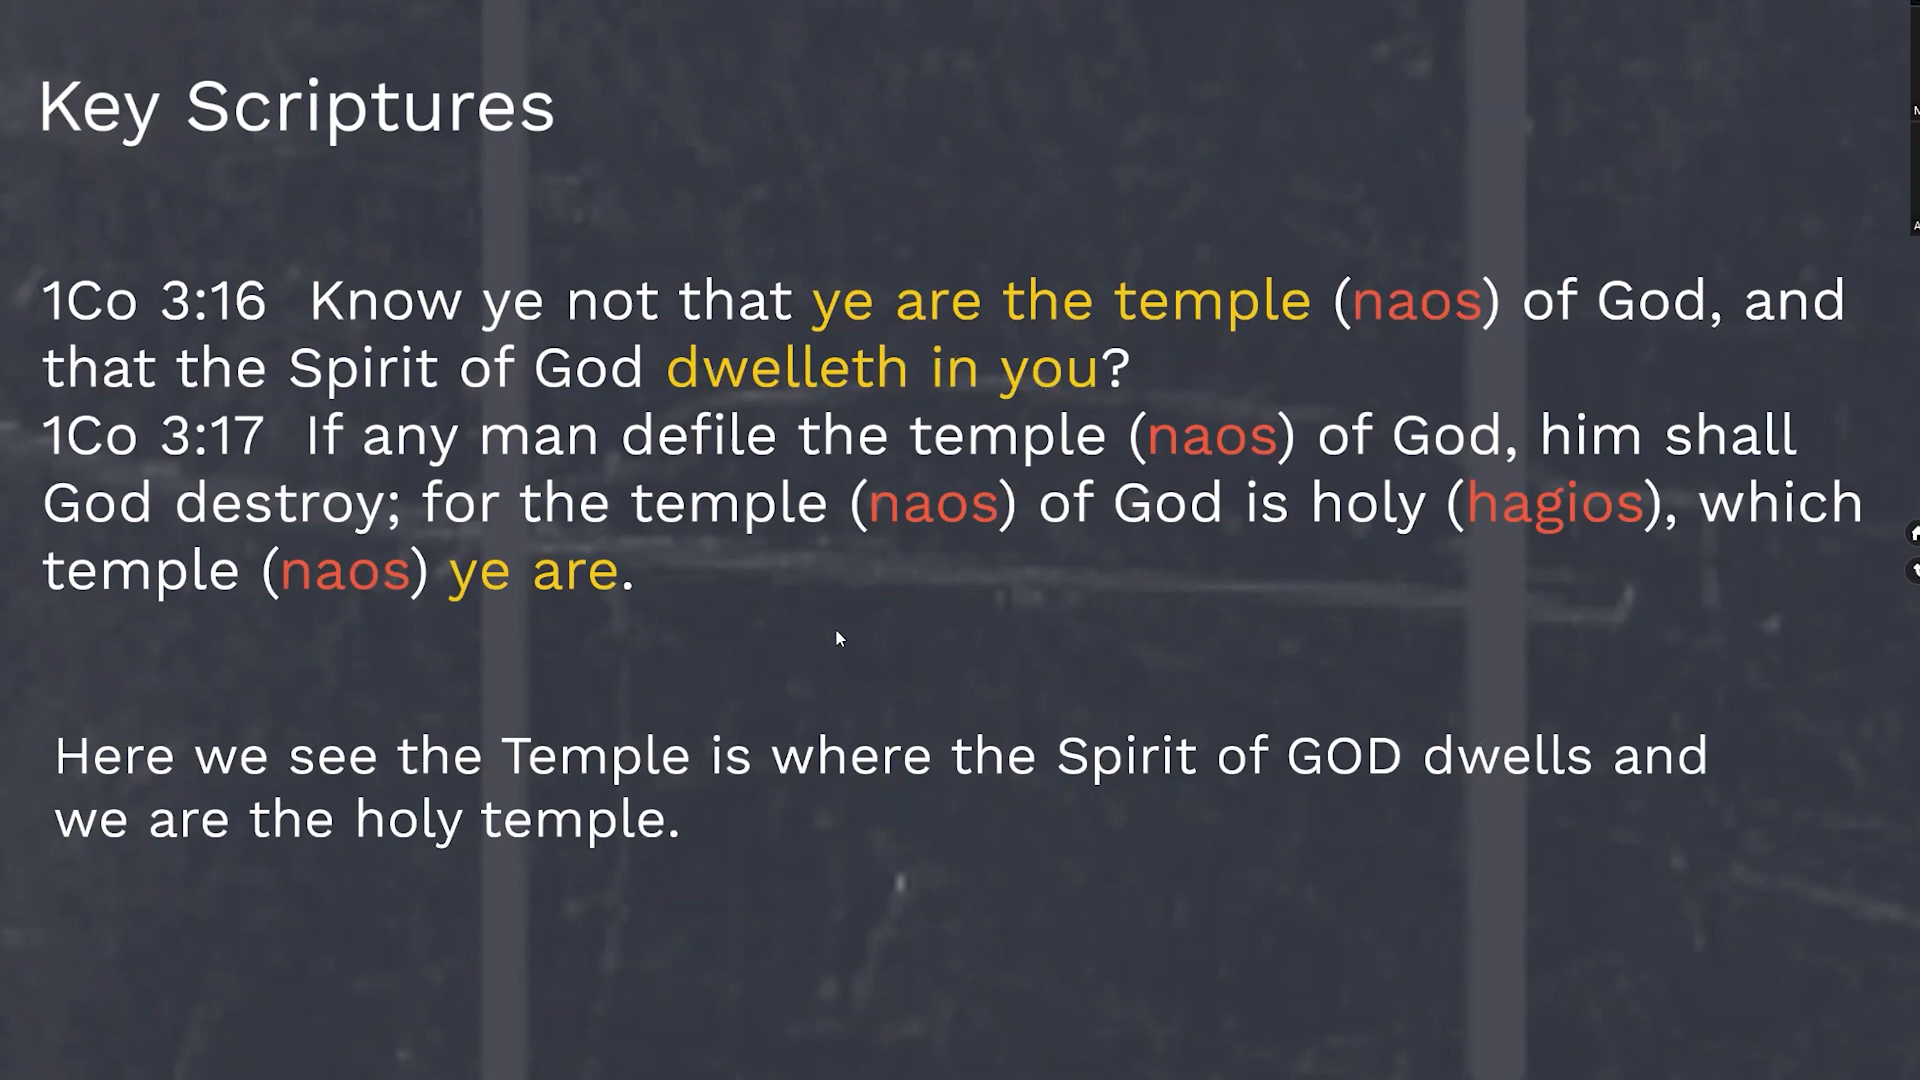 Key Scriptures
1Co 3:16  Know ye not that ye are the temple (naos) of God, and
that the Spirit of God dwelleth in you?
1Co 3:17  If any man defile the temple (naos) of God, him shall
God destroy; for the temple (naos) of God is holy (hagios), which
temple (naos) ye are.
Here we see the Temple is where the Spirit of GOD dwells and
we are the holy temple.